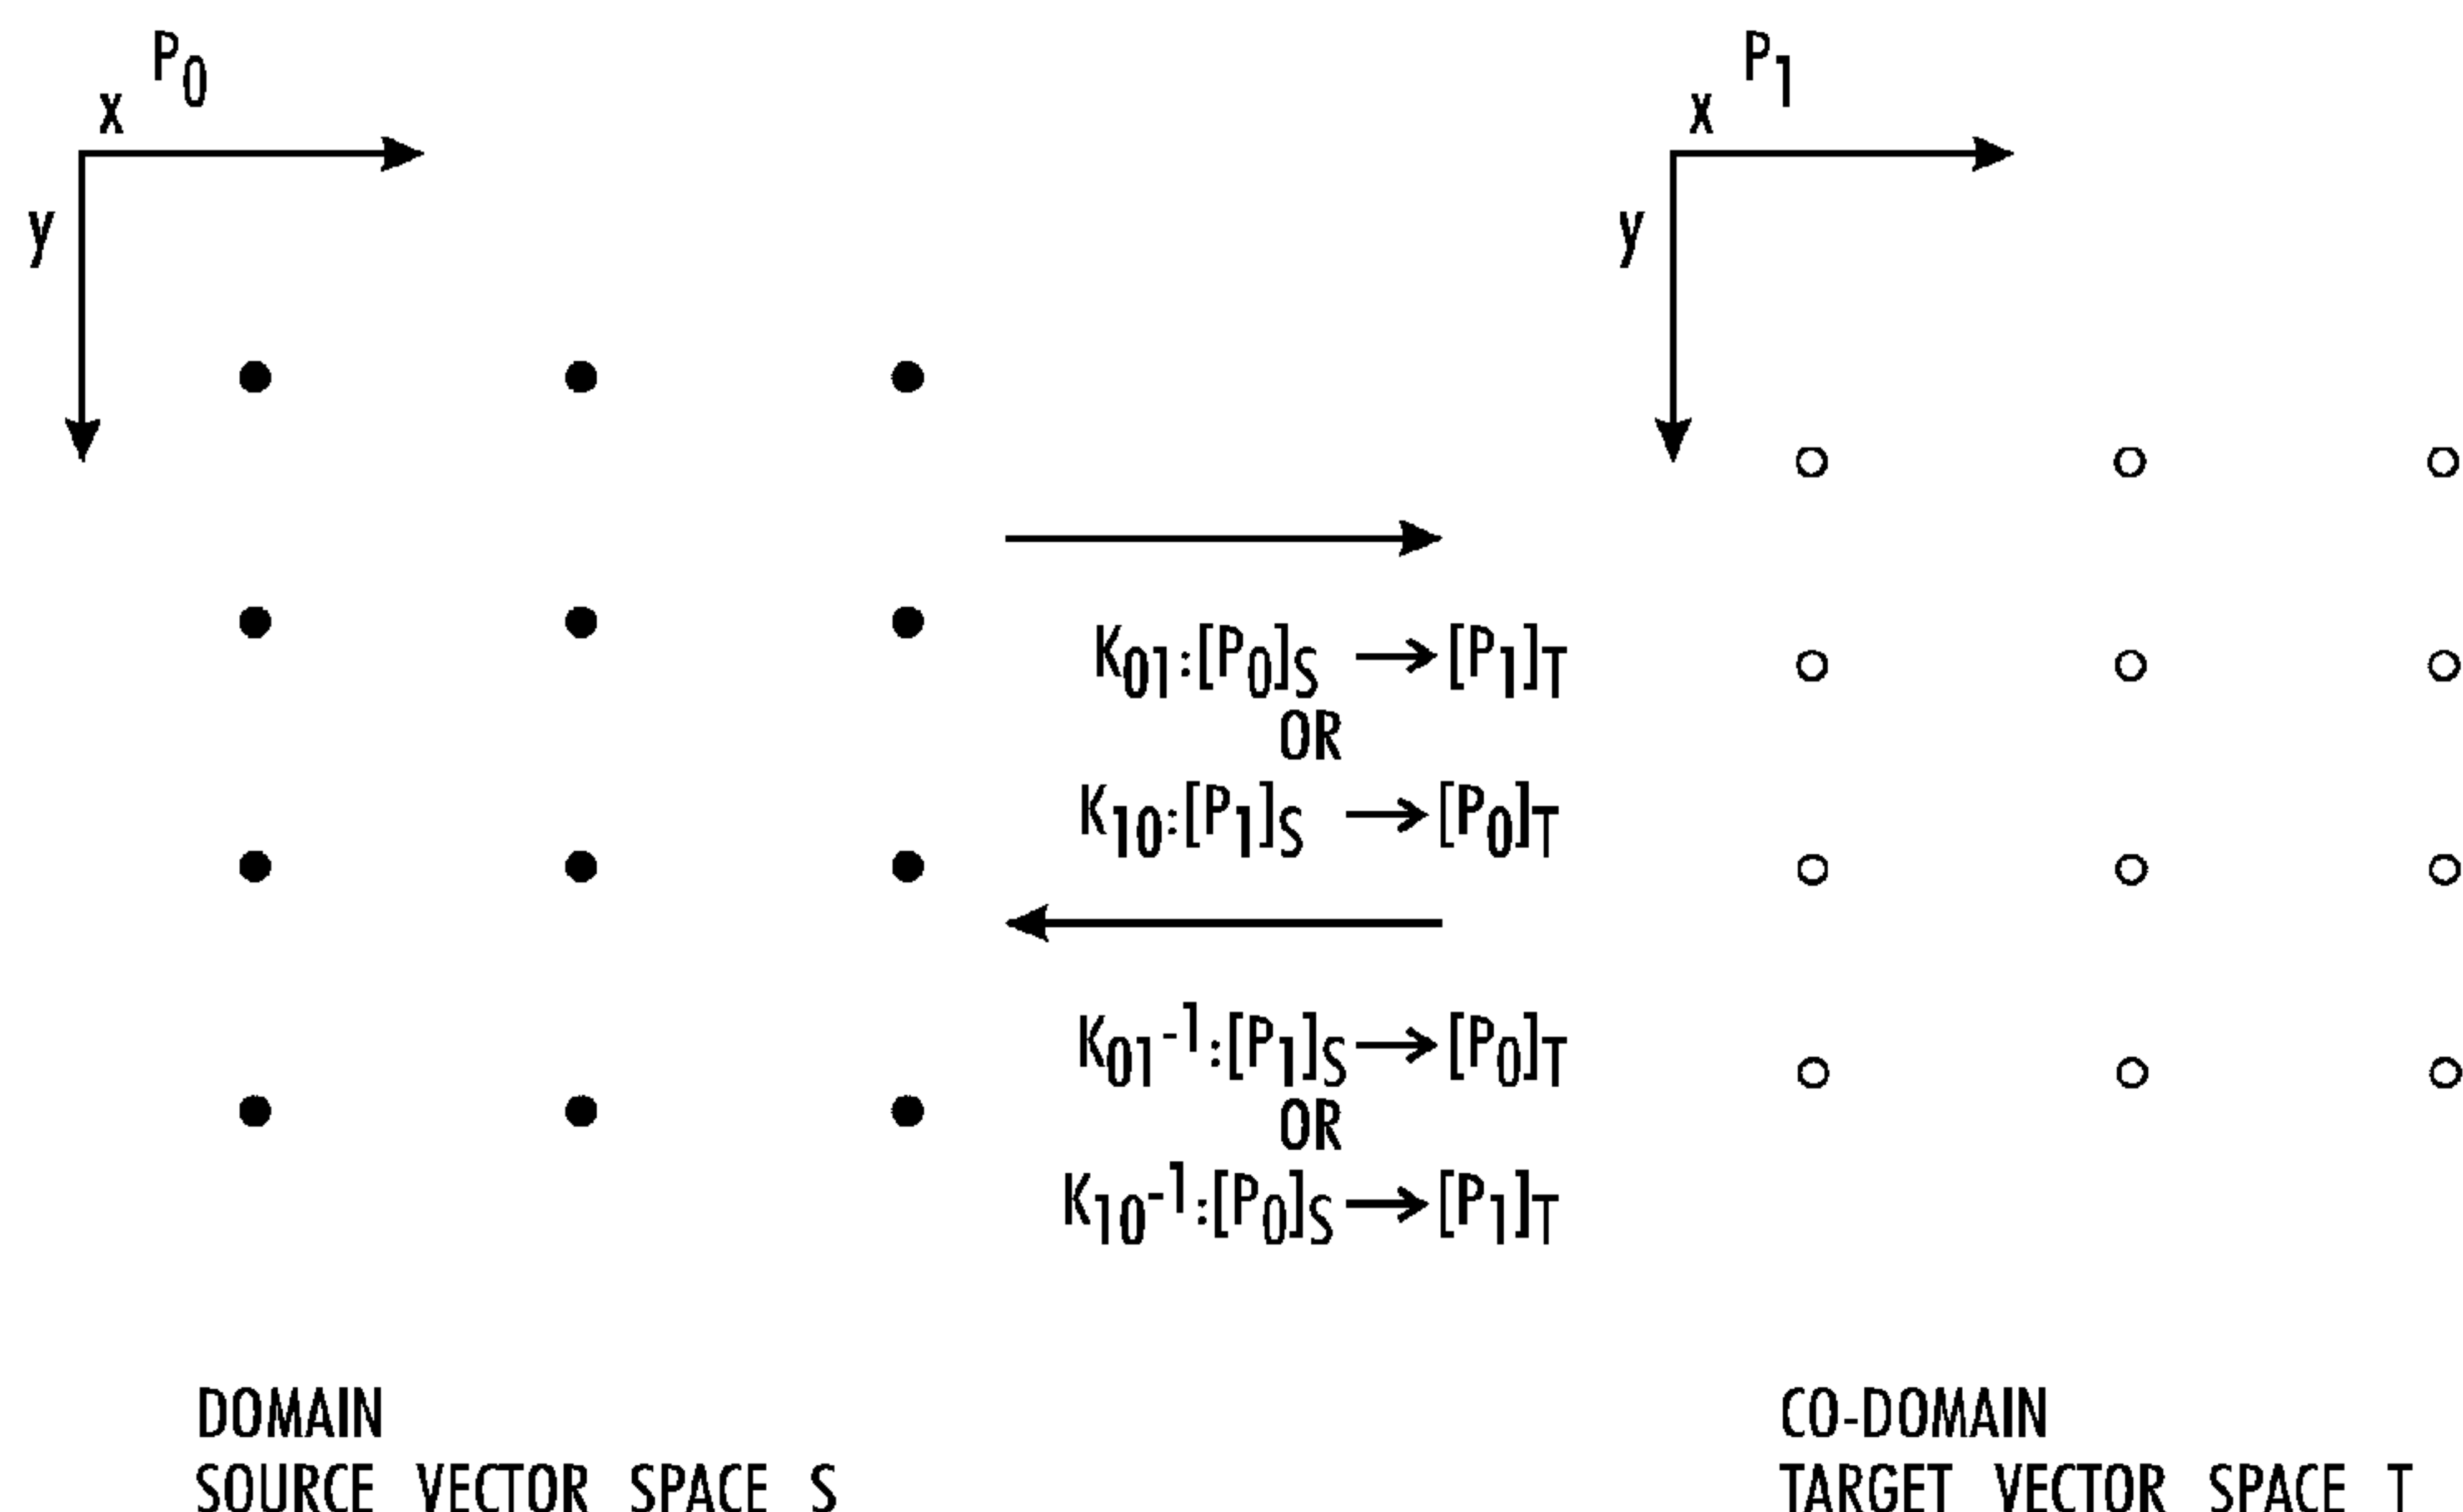 P0
x
y
P1
x
y
K01:[P0]S → [P1]T
OR
K10:[P1]S → [P0]T
K01-1:[P1]S → [P0]T
OR
K10-1:[P0]S → [P1]T
DOMAIN
SOURCE VECTOR SPACE S
CO-DOMAIN
TARGET VECTOR SPACE T